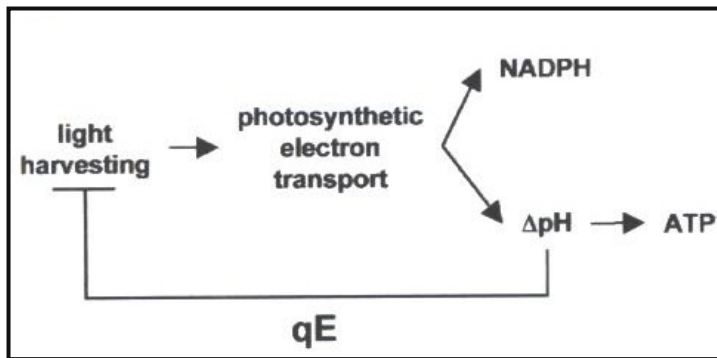 NADPH
light
harvesting
photosynthetic
electron
transport
ΔpH
ATP
qE